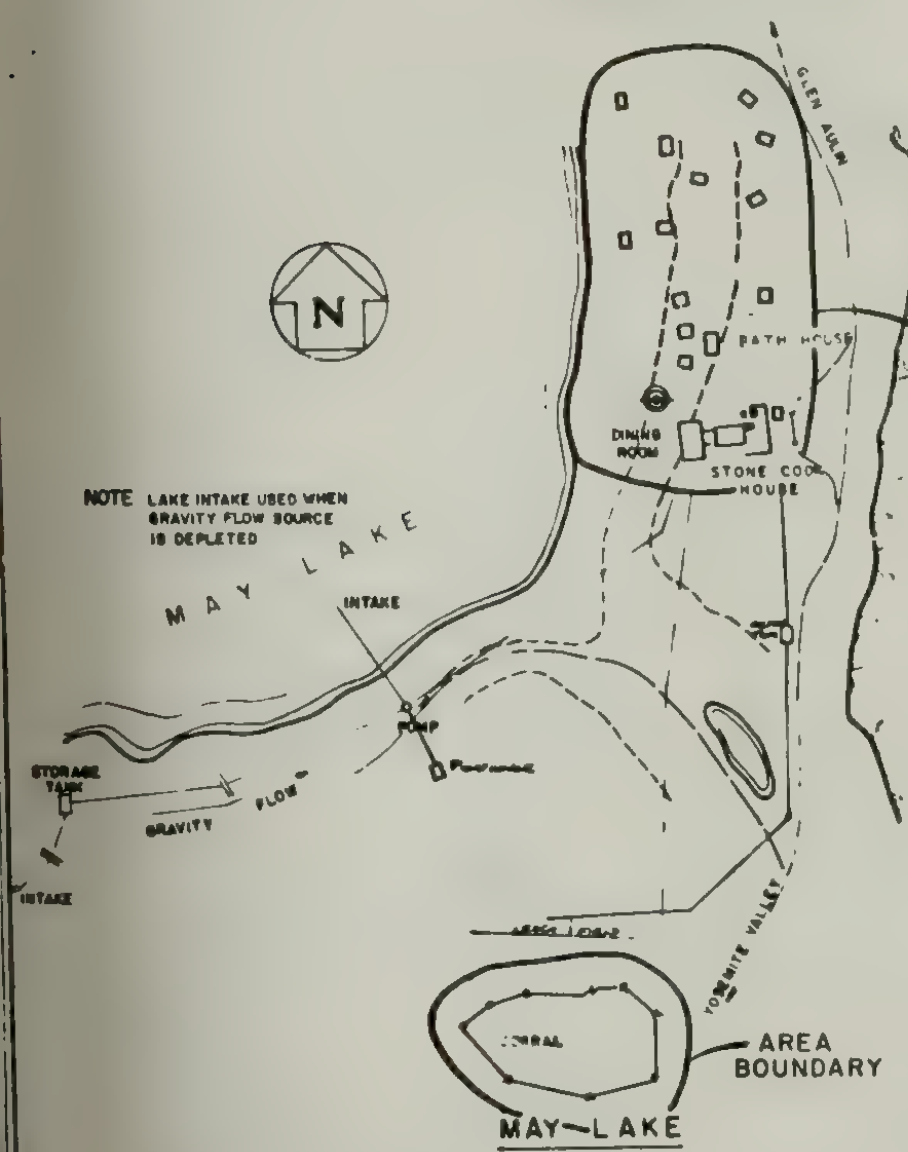 GLEN AULIN
N
BATH HOUSE
DINING
ROOM
STONE COOK
HOUSE
NOTE LAKE INTAKE USED WHEN
GRAVITY FLOW SOURCE
IS DEPLETED
MAY LAKE
INTAKE
PUMP
STORAGE
TANK
GRAVITY FLOW
INTAKE
YOSEMITE VALLEY
CORRAL
AREA
BOUNDARY
MAY LAKE